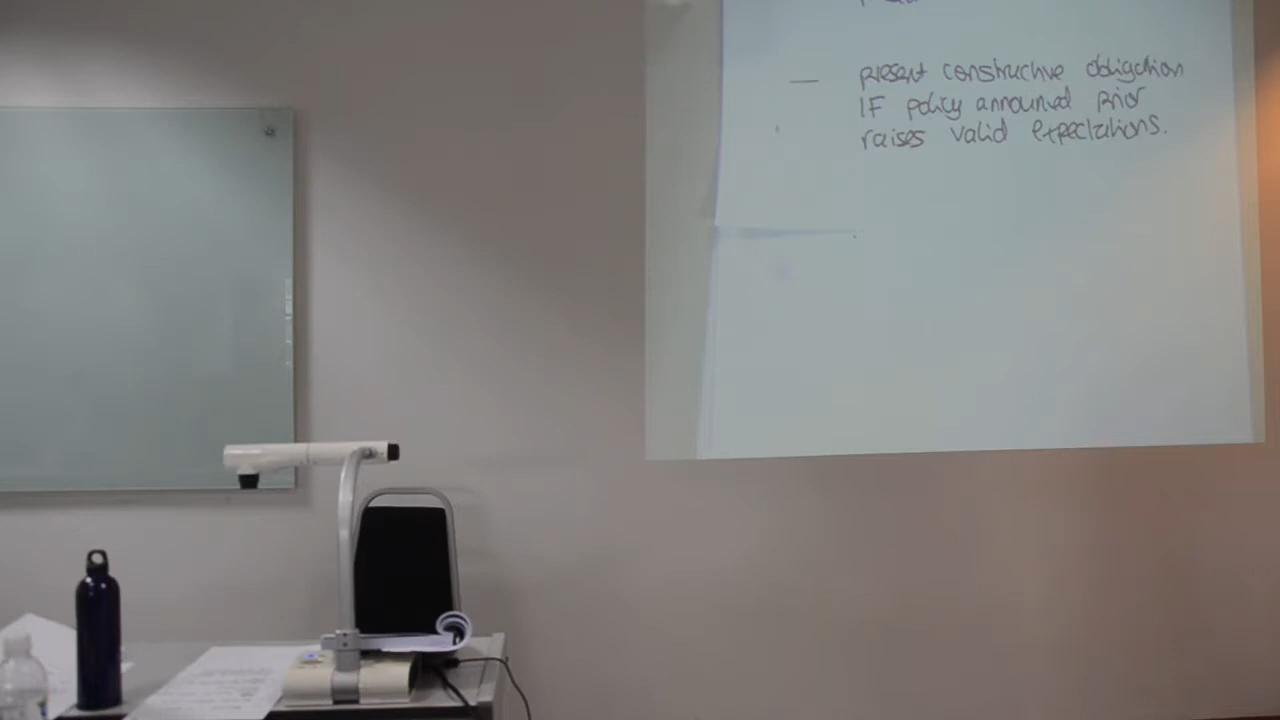 — present constructive obligation
IF policy announced prior
raises valid expectations.